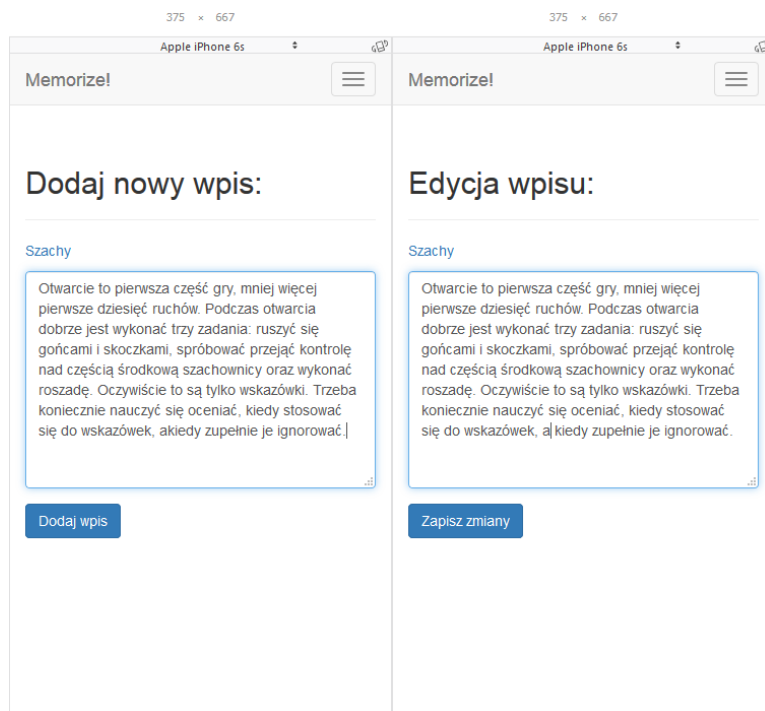 375 × 667
Apple iPhone 6s
Memorize!
Dodaj nowy wpis:
Szachy
Otwarcie to pierwsza część gry, mniej więcej
pierwsze dziesięć ruchów. Podczas otwarcia
dobrze jest wykonać trzy zadania: ruszyć się
gońcami i skoczkami, spróbować przejąć kontrolę
nad częścią środkową szachownicy oraz wykonać
roszadę. Oczywiście to są tylko wskazówki. Trzeba
koniecznie nauczyć się oceniać, kiedy stosować
się do wskazówek, akiedy zupełnie je ignorować.
Dodaj wpis
375 × 667
Apple iPhone 6s
Memorize!
Edycja wpisu:
Szachy
Otwarcie to pierwsza część gry, mniej więcej
pierwsze dziesięć ruchów. Podczas otwarcia
dobrze jest wykonać trzy zadania: ruszyć się
gońcami i skoczkami, spróbować przejąć kontrolę
nad częścią środkową szachownicy oraz wykonać
roszadę. Oczywiście to są tylko wskazówki. Trzeba
koniecznie nauczyć się oceniać, kiedy stosować
się do wskazówek, a kiedy zupełnie je ignorować.
Zapisz zmiany